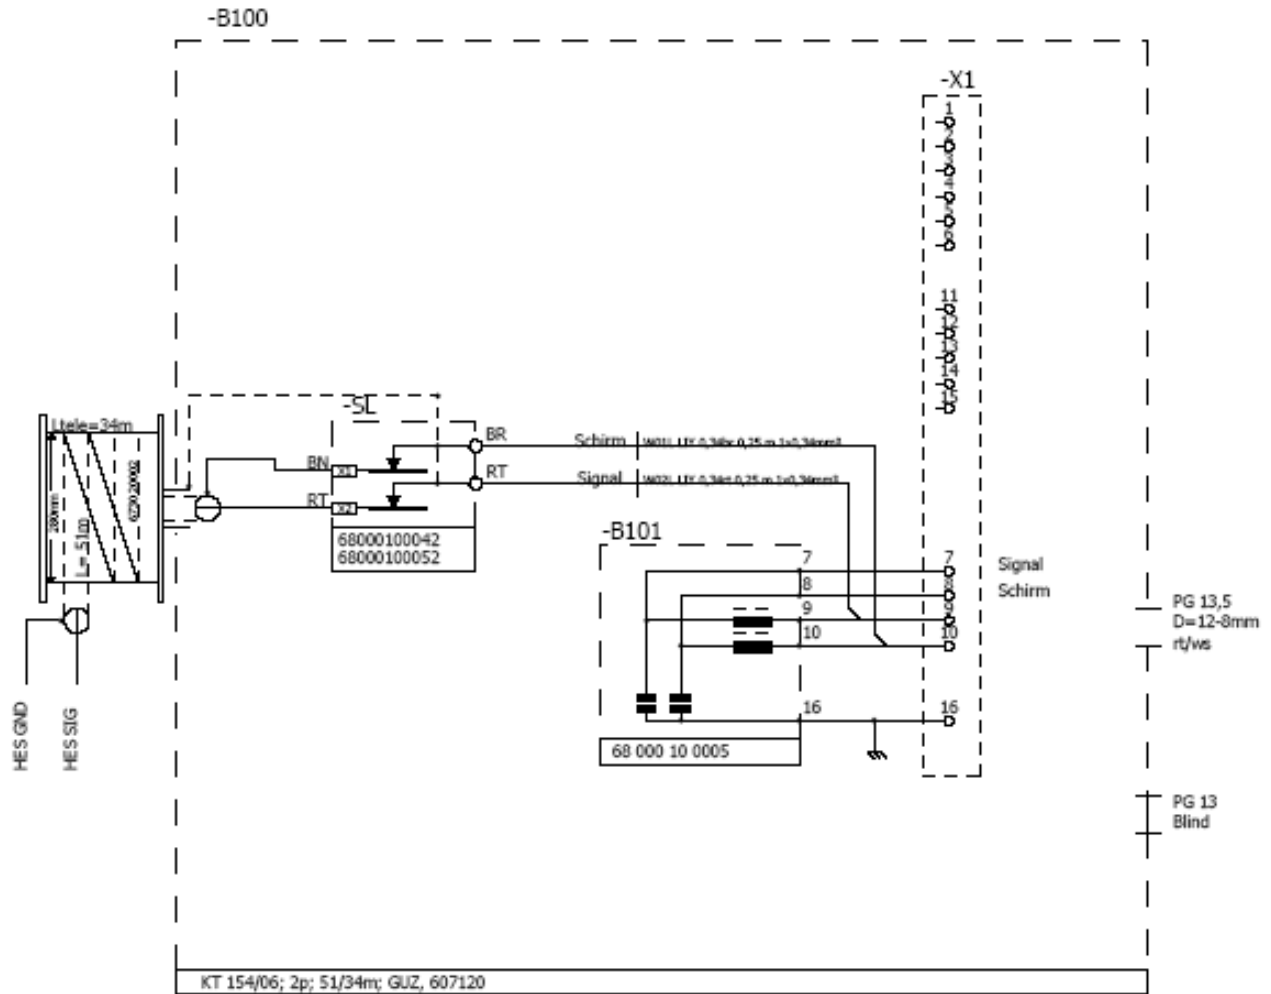 -B100
-X1
1
2
3
4
5
6
11
12
13
14
15
Ltele=34m
-SL
BR
Schirm
BN
X1
RT
Signal
RT
X2
280mm
L= 51m
68000100042
68000100052
-B101
7
7
Signal
8
8
Schirm
9
9
PG 13,5
D=12-8mm
10
10
rt/ws
16
16
68 000 10 0005
HES GND
HES SIG
PG 13
Blind
KT 154/06; 2p; 51/34m; GUZ, 607120